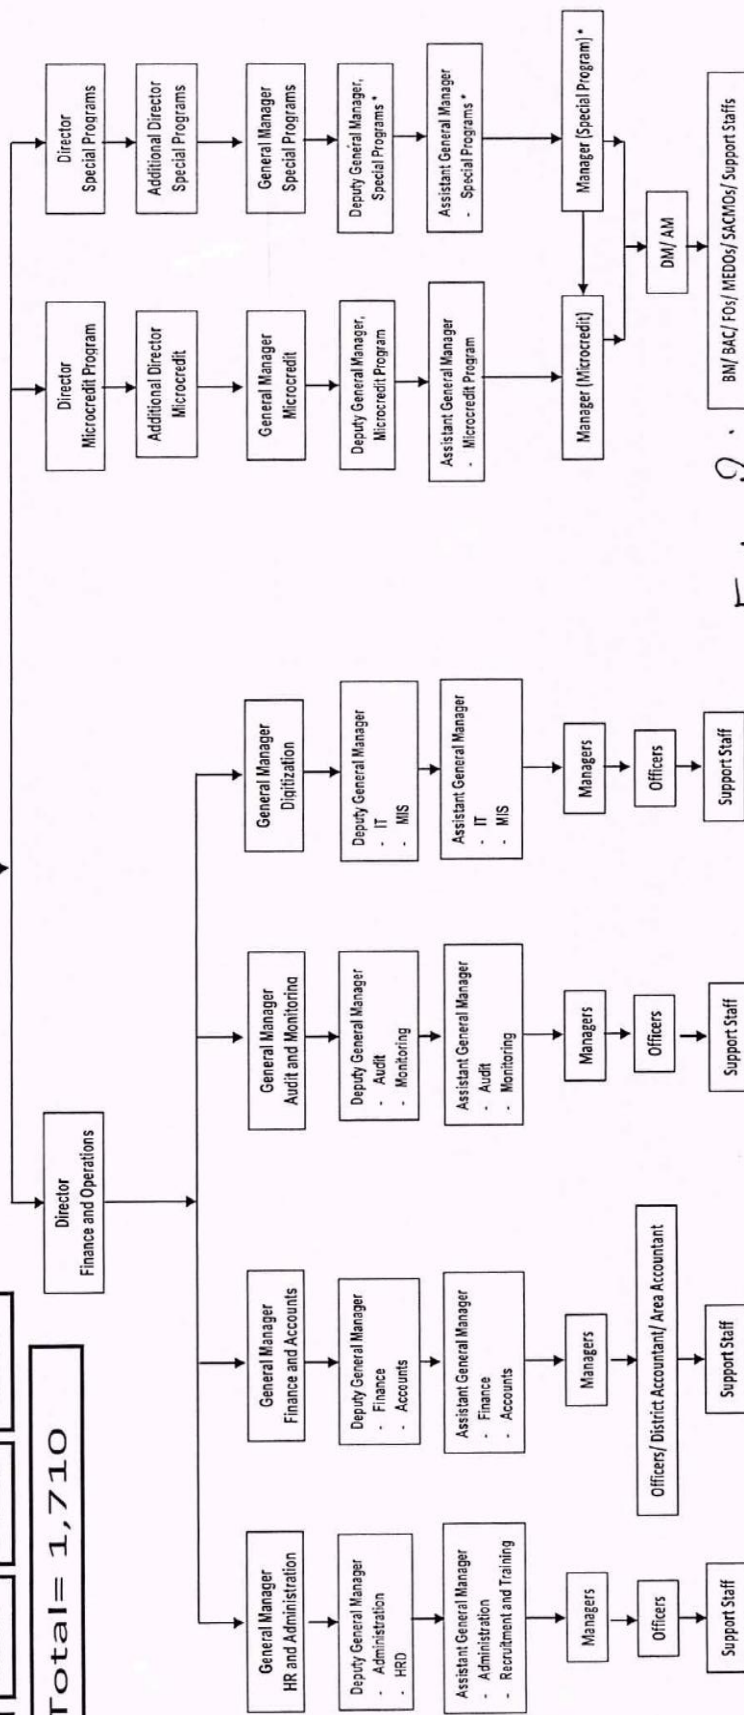 Total= 1,710
Director
Finance and Operations
Director
Microcredit Program
Director
Special Programs
Additional Director
Microcredit
Additional Director
Special Programs
General Manager
HR and Administration
General Manager
Finance and Accounts
General Manager
Audit and Monitoring
General Manager
Digitization
General Manager
Microcredit
General Manager
Special Programs
Deputy General Manager
- Administration
- HRD
Deputy General Manager
- Finance
- Accounts
Deputy General Manager
- Audit
- Monitoring
Deputy General Manager
- IT
- MIS
Deputy General Manager,
Microcredit Program
Deputy General Manager,
Special Programs *
Assistant General Manager
- Administration
- Recruitment and Training
Assistant General Manager
- Finance
- Accounts
Assistant General Manager
- Audit
- Monitoring
Assistant General Manager
- IT
- MIS
Assistant General Manager
- Microcredit Program
Assistant General Manager
- Special Programs *
Managers
Managers
Managers
Managers
Manager (Microcredit)
Manager (Special Program) *
Officers
Officers/ District Accountant/ Area Accountant
Officers
Officers
DM/ AM
Support Staff
Support Staff
Support Staff
Support Staff
BM/ BAC/ FOs/ MEDOs/ SACMOs/ Support Staffs